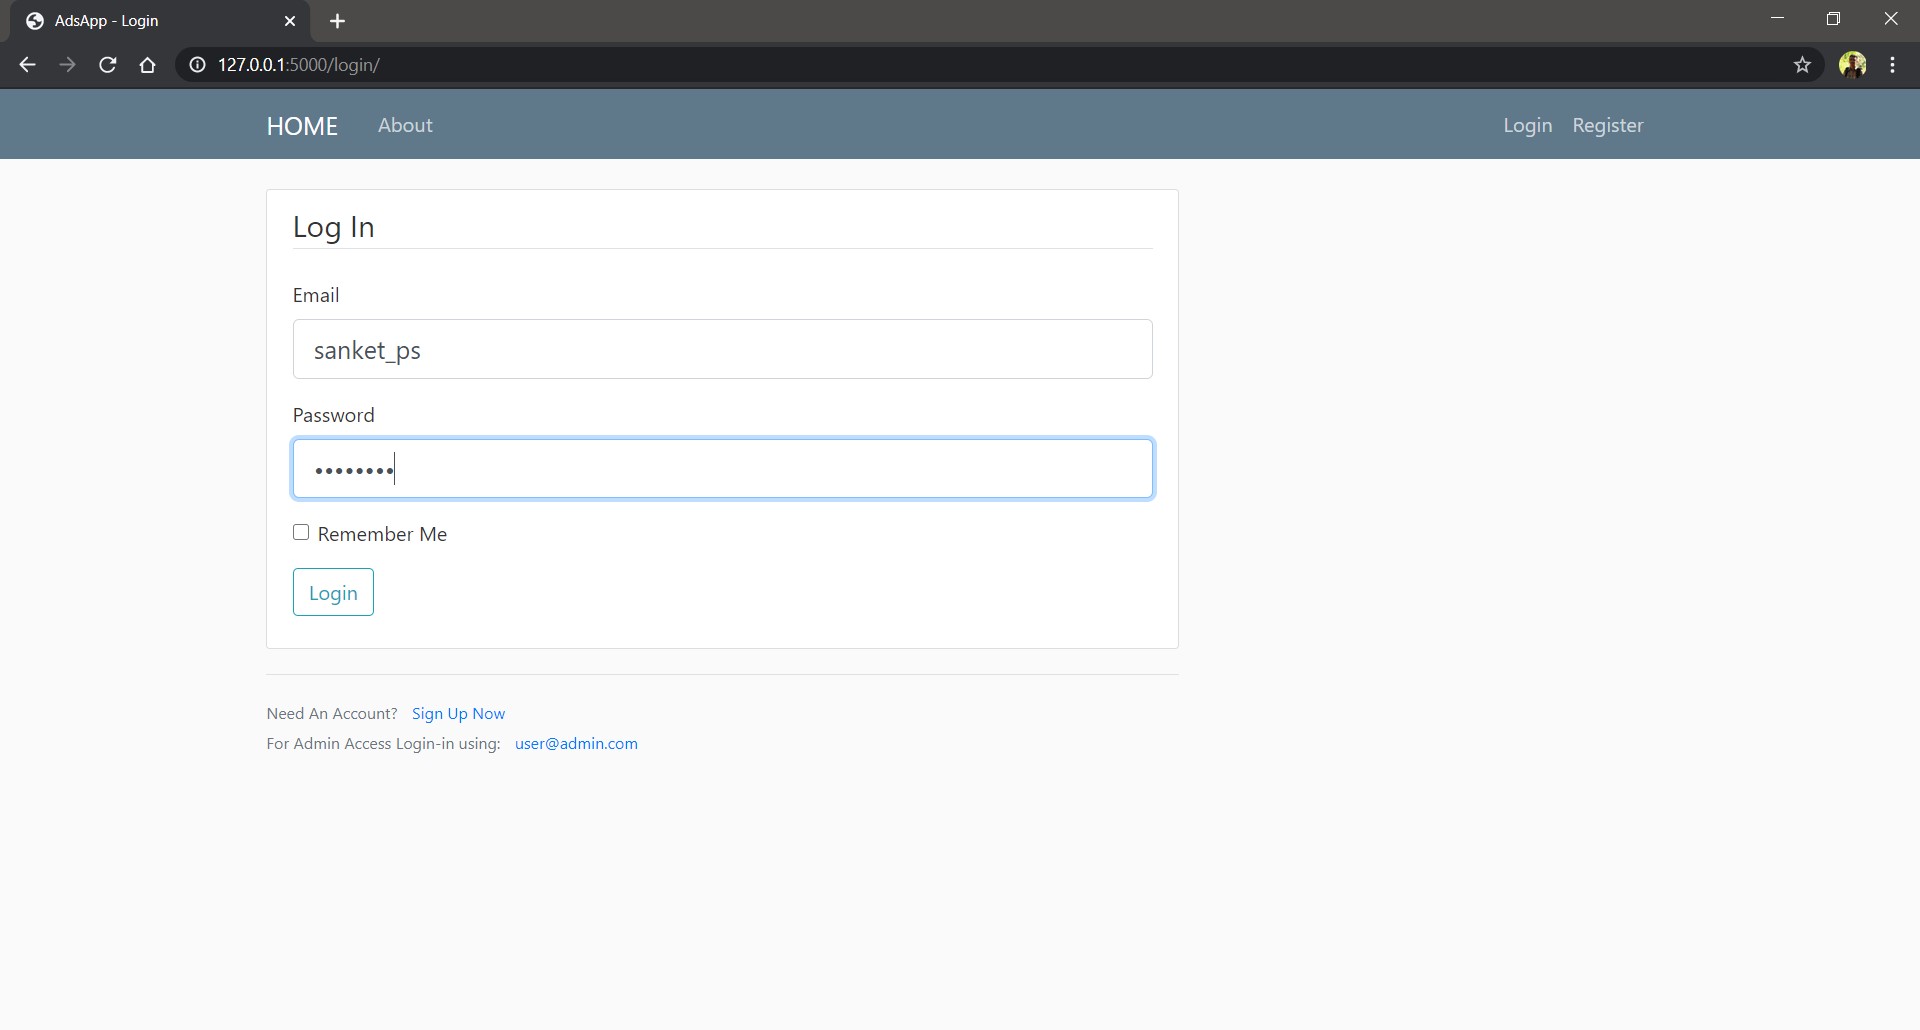 AdsApp - Login
127.0.0.1:5000/login/
HOME About Login Register
Log In
Email
sanket_ps
Password
••••••••
Remember Me
Login
Need An Account? Sign Up Now
For Admin Access Login-in using: user@admin.com